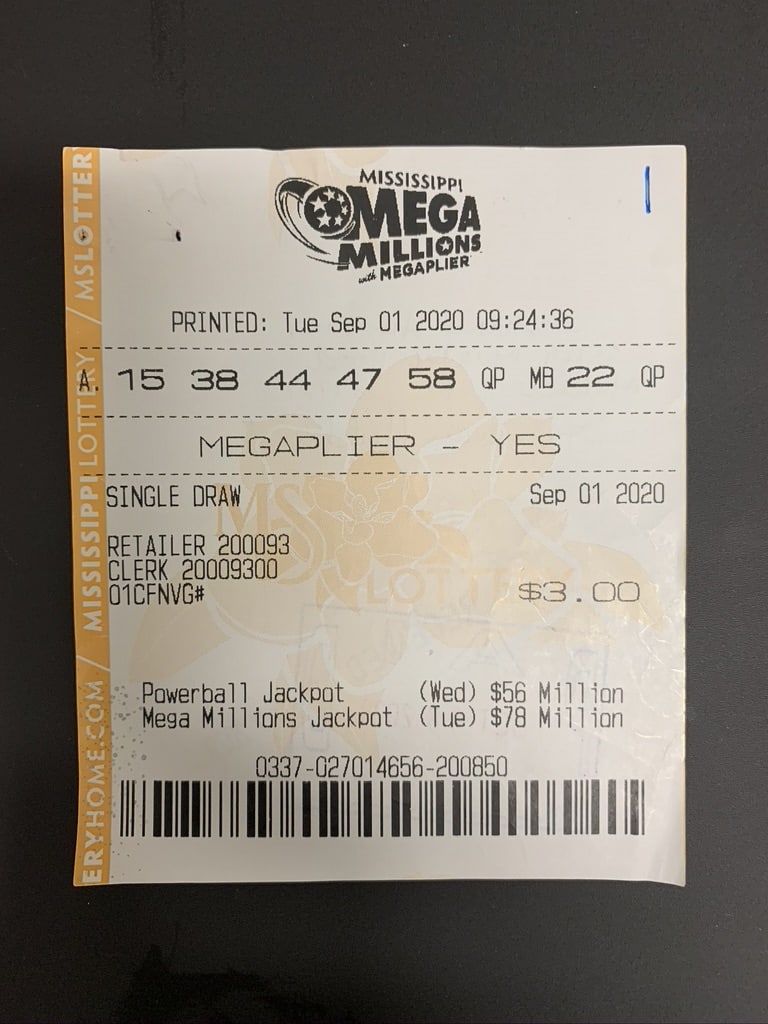 MISSISSIPPI
MEGA
MILLIONS
with MEGAPLIER
PRINTED: Tue Sep 01 2020 09:24:36
A. 15 38 44 47 58 QP MB 22 QP
MEGAPLIER - YES
SINGLE DRAW Sep 01 2020
RETAILER 200093
CLERK 20009300
01CFNVG# $3.00
MS LOTTERY
Powerball Jackpot (Wed) $56 Million
Mega Millions Jackpot (Tue) $78 Million
0337-027014656-200850
ERYHOME.COM / MISSISSIPPI LOTTERY / MSLOTTER